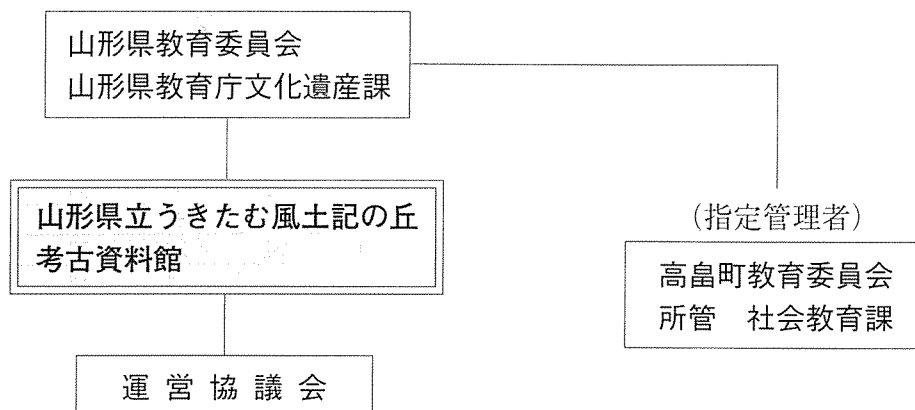 山形県教育委員会
山形県教育庁文化遺産課
山形県立うきたむ風土記の丘
考古資料館
(指定管理者)
高畠町教育委員会
所管　社会教育課
運営協議会